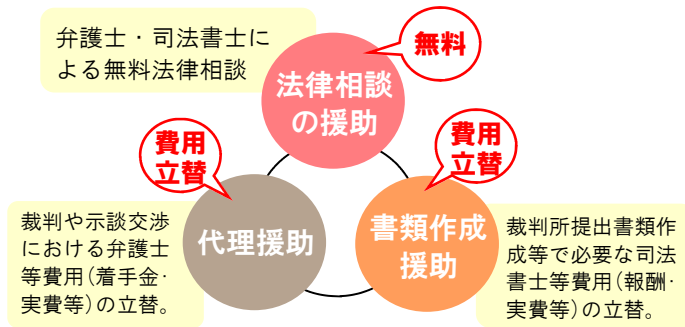 弁護士・司法書士に
よる無料法律相談
無料
法律相談
の援助
費用
立替
費用
立替
代理援助
書類作成
援助
裁判や示談交渉
における弁護士
等費用(着手金・
実費等)の立替。
裁判所提出書類作
成等で必要な司法
書士等費用(報酬・
実費等)の立替。